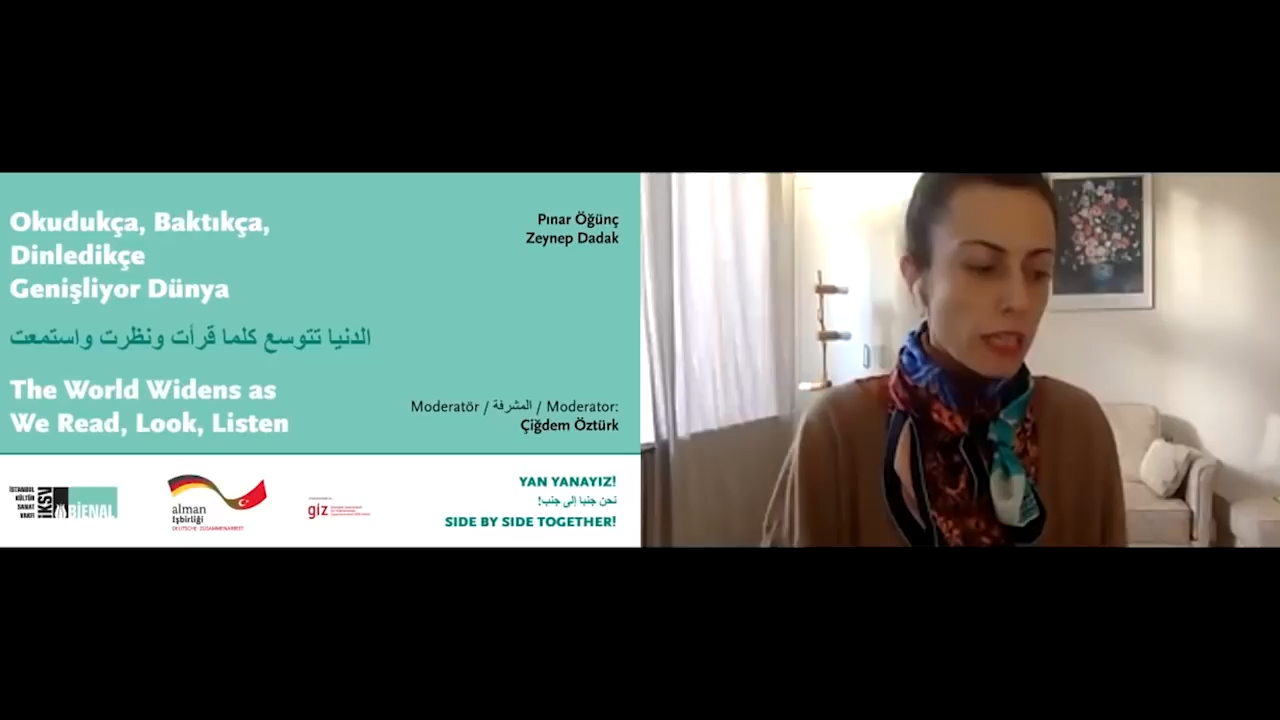 Okudukça, Baktıkça,
Dinledikçe
Genişliyor Dünya
الدنيا تتوسع كلما قرأت ونظرت واستمعت
The World Widens as
We Read, Look, Listen
Pınar Öğünç
Zeynep Dadak
Moderatör / المشرفة / Moderator:
Çiğdem Öztürk
İSTANBUL
KÜLTÜR
SANAT
VAKFI
İKSV
BİENAL
alman
işbirliği
DEUTSCHE ZUSAMMENARBEIT
giz
YAN YANAYIZ!
نحن جنبا إلى جنب!
SIDE BY SIDE TOGETHER!